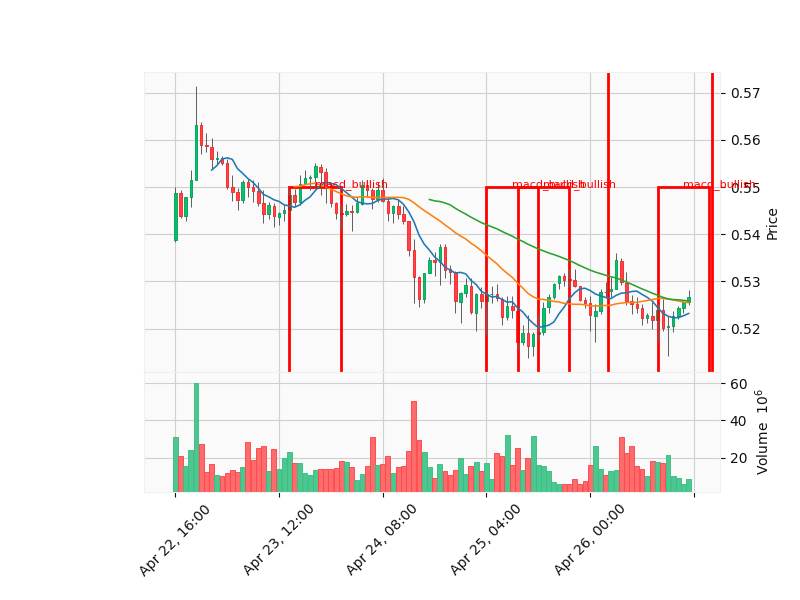 0.57
0.56
0.55
0.54
0.53
0.52
Price
macd_bullish
macd_bullish
macd_bullish
60
40
20
Volume 10^6
Apr 22, 16:00
Apr 23, 12:00
Apr 24, 08:00
Apr 25, 04:00
Apr 26, 00:00